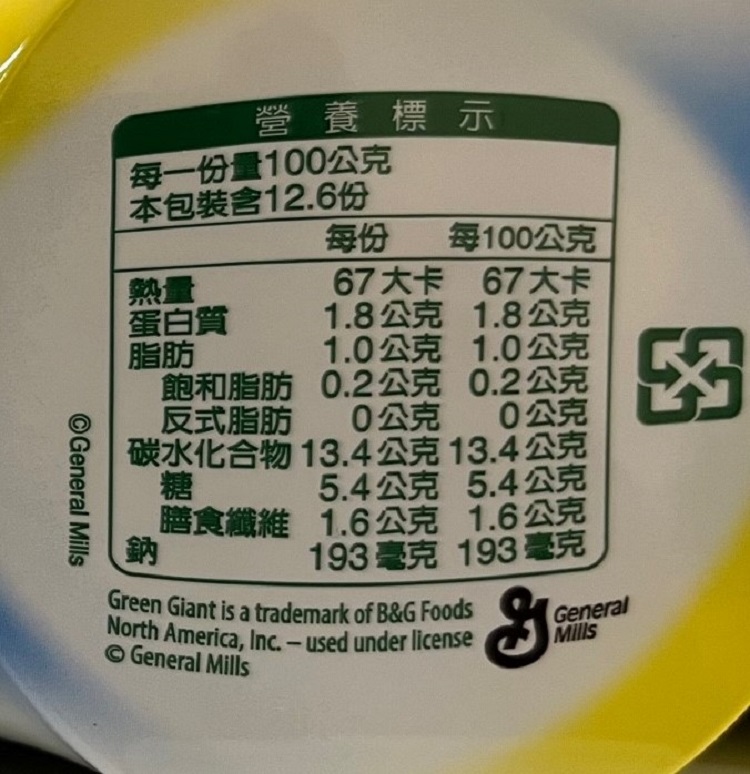 營養標示
每一份量100公克
本包裝含12.6份
每份 每100公克
熱量 67大卡 67大卡
蛋白質 1.8公克 1.8公克
脂肪 1.0公克 1.0公克
飽和脂肪 0.2公克 0.2公克
反式脂肪 0公克 0公克
碳水化合物 13.4公克 13.4公克
糖 5.4公克 5.4公克
膳食纖維 1.6公克 1.6公克
鈉 193毫克 193毫克
©General Mills
Green Giant is a trademark of B&G Foods
North America, Inc. – used under license
© General Mills
General
Mills